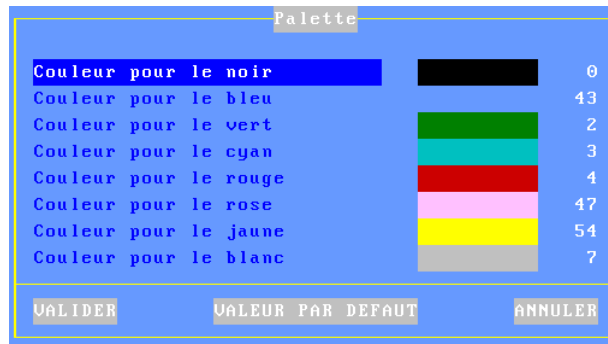 Palette
Couleur pour le noir 0
Couleur pour le bleu 43
Couleur pour le vert 2
Couleur pour le cyan 3
Couleur pour le rouge 4
Couleur pour le rose 47
Couleur pour le jaune 54
Couleur pour le blanc 7
VALIDER VALEUR PAR DEFAUT ANNULER